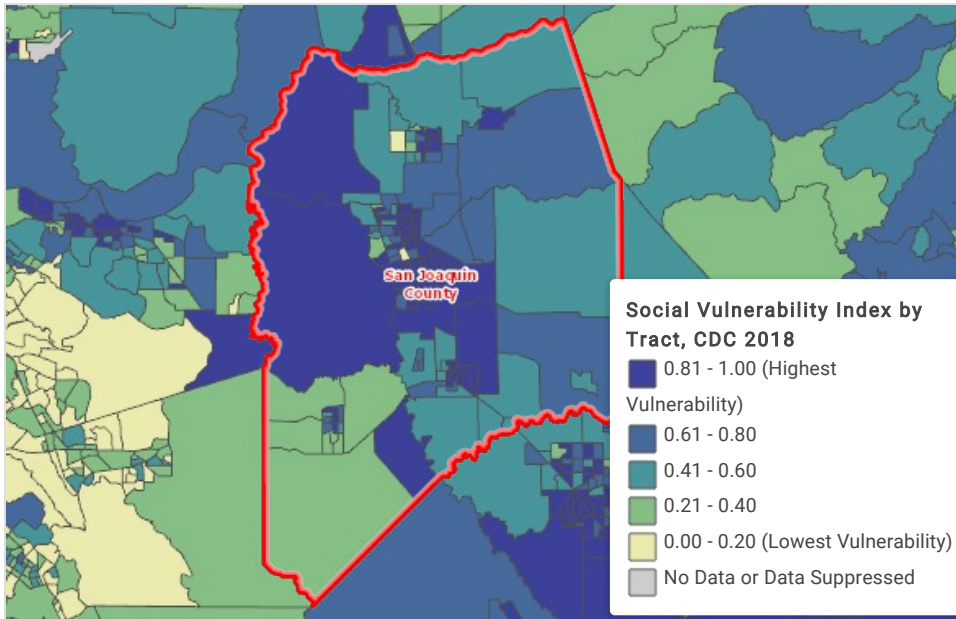 San Joaquin
County
Social Vulnerability Index by
Tract, CDC 2018
0.81 - 1.00 (Highest
Vulnerability)
0.61 - 0.80
0.41 - 0.60
0.21 - 0.40
0.00 - 0.20 (Lowest Vulnerability)
No Data or Data Suppressed